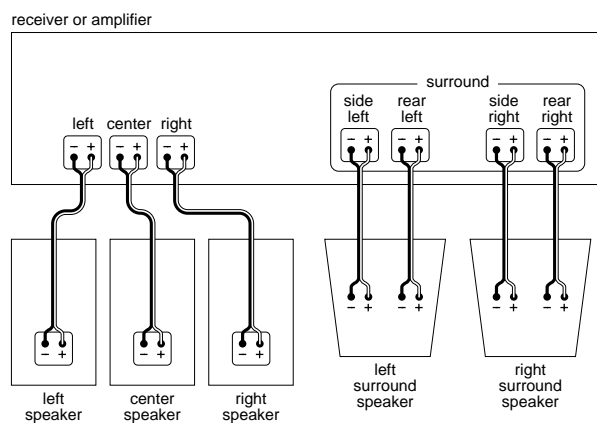 receiver or amplifier
surround
side left
rear left
side right
rear right
left center right
− + − + − +
− + − + − + − +
− + − + − + − +
− + − + − +
left speaker
center speaker
right speaker
left surround speaker
right surround speaker